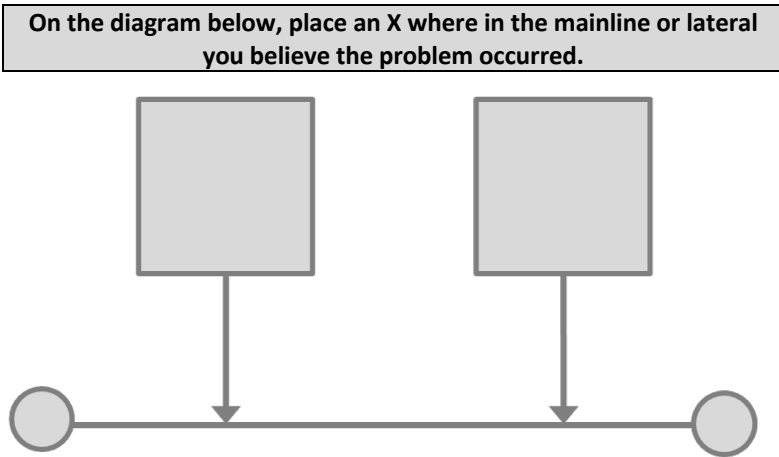 On the diagram below, place an X where in the mainline or lateral
you believe the problem occurred.